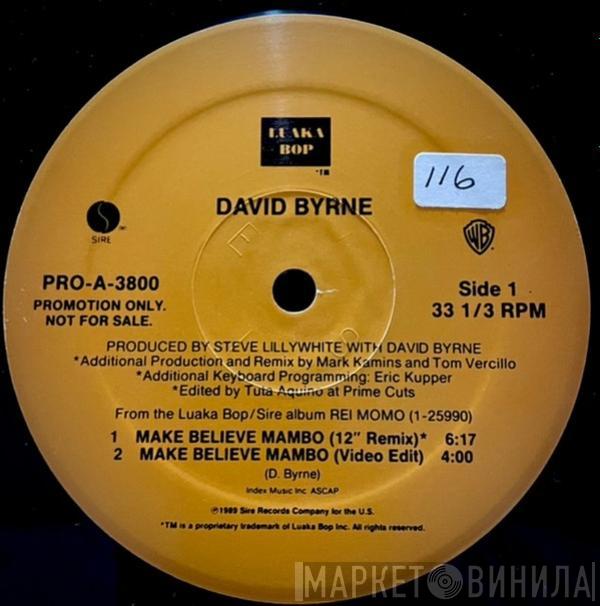 LUAKA
BOP
*TM
116
DAVID BYRNE
SIRE
WB
PRO-A-3800
PROMOTION ONLY.
NOT FOR SALE.
Side 1
33 1/3 RPM
PRODUCED BY STEVE LILLYWHITE WITH DAVID BYRNE
*Additional Production and Remix by Mark Kamins and Tom Vercillo
*Additional Keyboard Programming: Eric Kupper
*Edited by Tuta Aquino at Prime Cuts
From the Luaka Bop/Sire album REI MOMO (1-25990)
1 MAKE BELIEVE MAMBO (12" Remix)* 6:17
2 MAKE BELIEVE MAMBO (Video Edit) 4:00
(D. Byrne)
Index Music Inc ASCAP
℗1989 Sire Records Company for the U.S.
*TM is a proprietary trademark of Luaka Bop Inc. All rights reserved.
МАРКЕТ ВИНИЛА